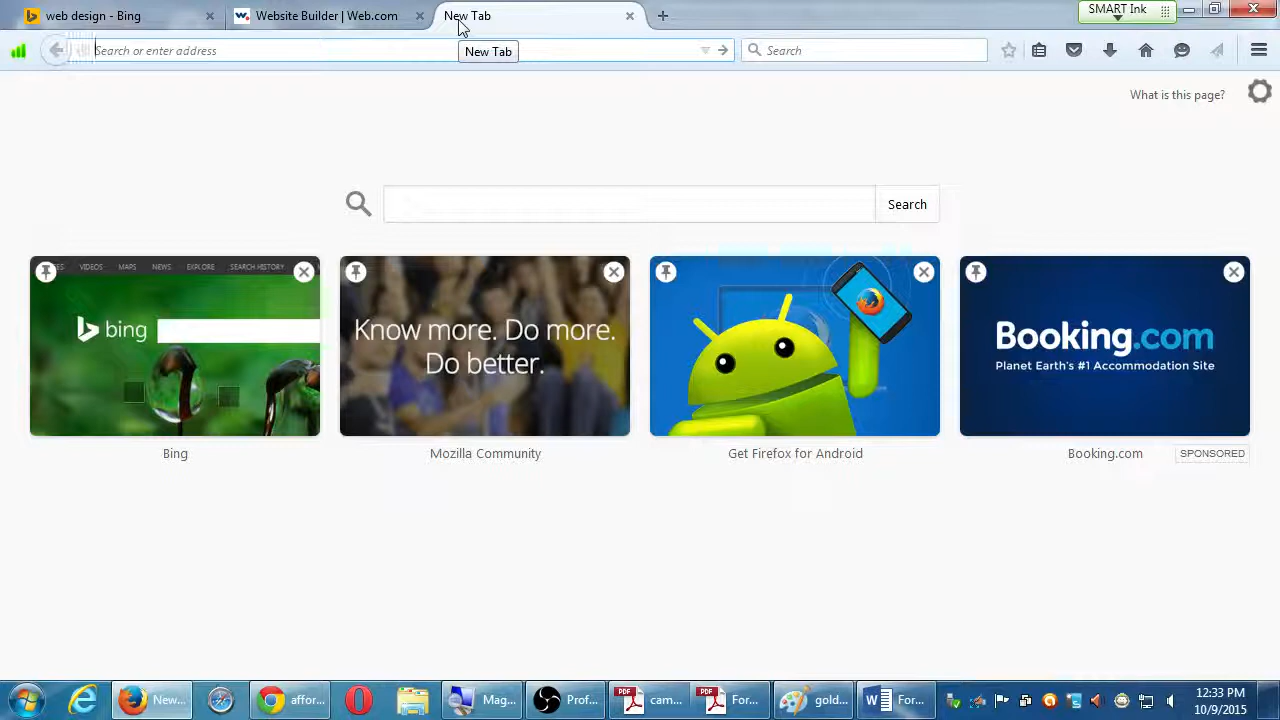 web design - Bing
Website Builder | Web.com
New Tab
SMART Ink
Search or enter address
New Tab
Search
What is this page?
Search
VIDEOS
MAPS
NEWS
EXPLORE
SEARCH HISTORY
bing
Know more. Do more.
Do better.
Booking.com
Planet Earth's #1 Accommodation Site
Bing
Mozilla Community
Get Firefox for Android
Booking.com
SPONSORED
New...
affor...
Mag...
Prof...
PDF
cam...
PDF
For...
gold...
For...
12:33 PM
10/9/2015